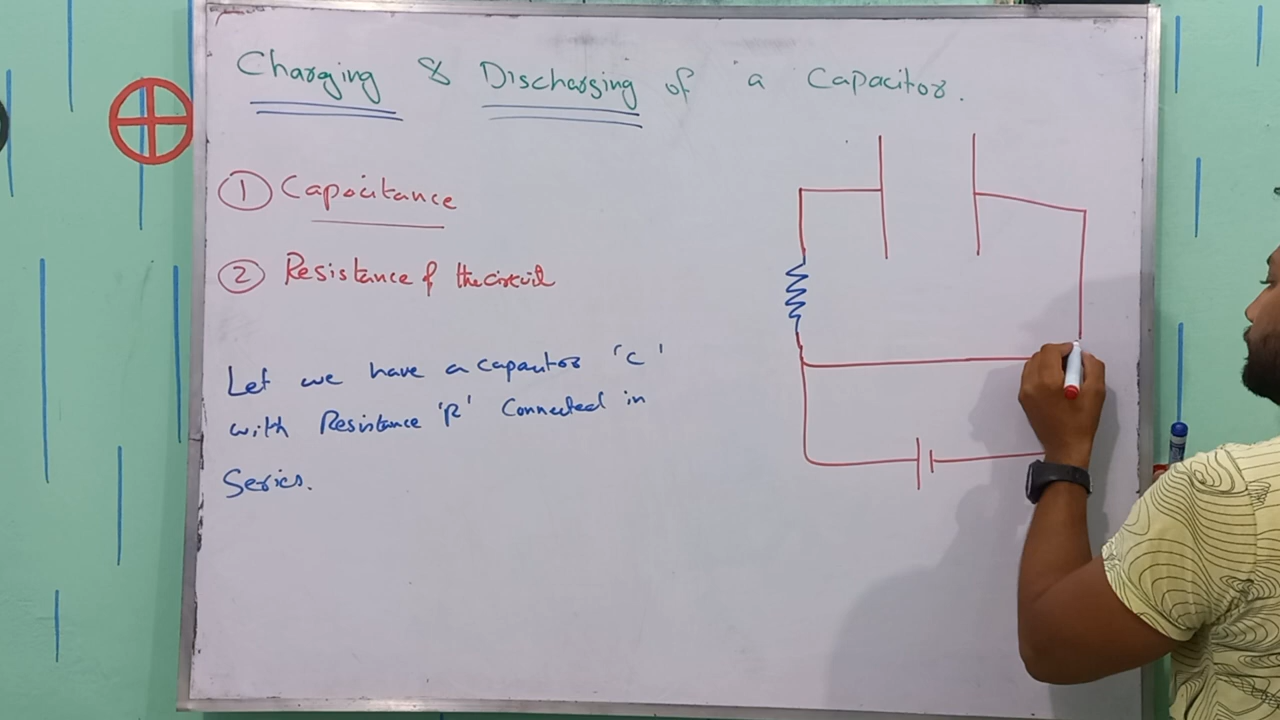 Charging & Discharging of a Capacitor.
① Capacitance
② Resistance of the circuit
Let we have a capacitor 'C'
with Resistance 'R' Connected in
Series.